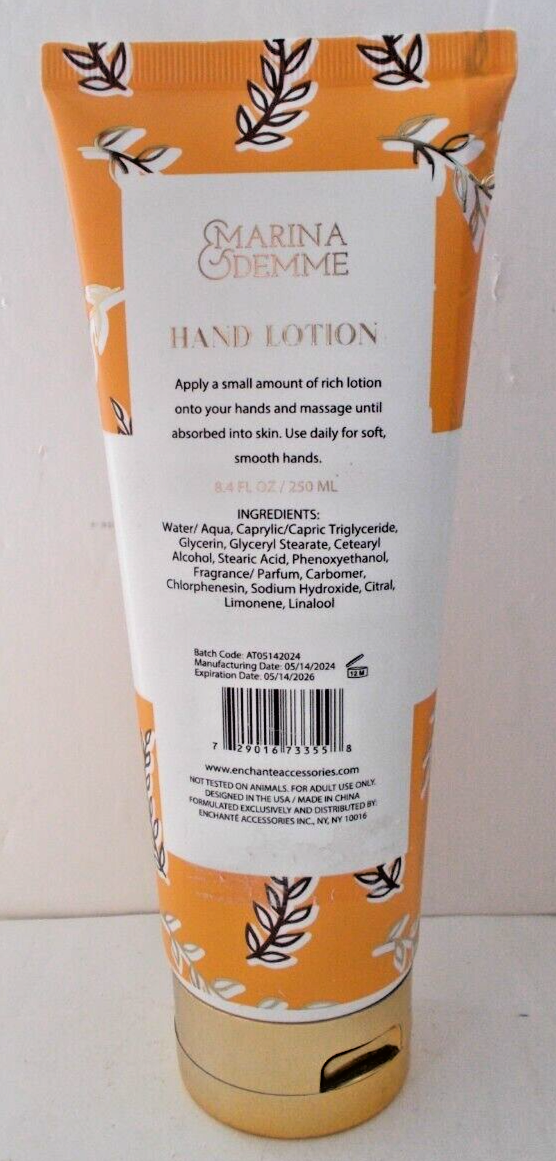 MARINA
& DEMME
HAND LOTION
Apply a small amount of rich lotion
onto your hands and massage until
absorbed into skin. Use daily for soft,
smooth hands.
8.4 FL OZ / 250 ML
INGREDIENTS:
Water/ Aqua, Caprylic/Capric Triglyceride,
Glycerin, Glyceryl Stearate, Cetearyl
Alcohol, Stearic Acid, Phenoxyethanol,
Fragrance/ Parfum, Carbomer,
Chlorphenesin, Sodium Hydroxide, Citral,
Limonene, Linalool
Batch Code: AT05142024
Manufacturing Date: 05/14/2024
Expiration Date: 05/14/2026
12 M
7 29016 73355 8
www.enchanteaccessories.com
NOT TESTED ON ANIMALS. FOR ADULT USE ONLY.
DESIGNED IN THE USA / MADE IN CHINA
FORMULATED EXCLUSIVELY AND DISTRIBUTED BY:
ENCHANTÉ ACCESSORIES INC., NY, NY 10016